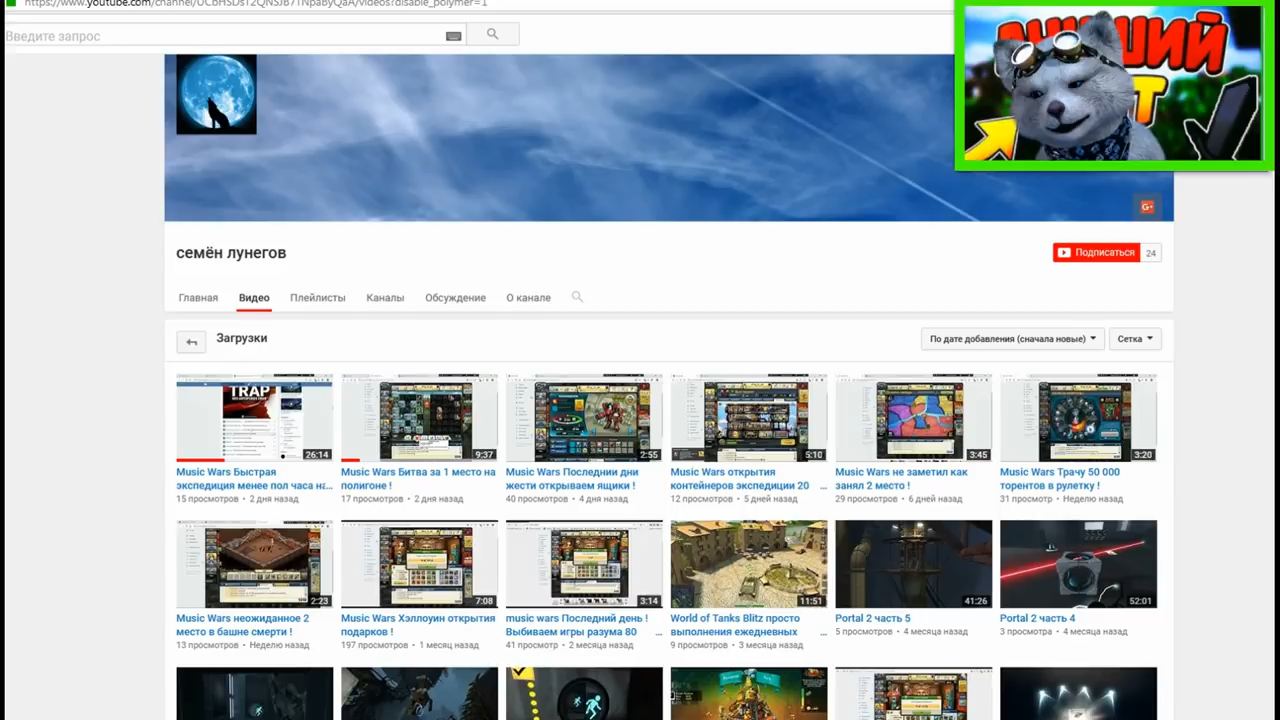 https://www.youtube.com/channel/UCbHSDsT2QNSJB71NpaByQaA/videos?disable_polymer=1
Введите запрос
семён лунегов
Подписаться 24
Главная Видео Плейлисты Каналы Обсуждение О канале
Загрузки
По дате добавления (сначала новые) Сетка
TRAP
26:14 9:37 2:55 5:10 3:45 3:20
Music Wars Быстрая Music Wars Битва за 1 место на Music Wars Последнии дни Music Wars открытия Music Wars не заметил как Music Wars Трачу 50 000
экспедиция менее пол часа на... полигоне ! жести открываем ящики ! контейнеров экспедиции 20 ... занял 2 место ! торентов в рулетку !
15 просмотров • 2 дня назад 17 просмотров • 2 дня назад 40 просмотров • 4 дня назад 12 просмотров • 5 дней назад 29 просмотров • 6 дней назад 31 просмотр • Неделю назад
2:23 7:08 3:14 11:51 41:26 52:01
Music Wars неожиданное 2 Music Wars Хэллоуин открытия music wars Последний день ! World of Tanks Blitz просто Portal 2 часть 5 Portal 2 часть 4
место в башне смерти ! подарков ! Выбиваем игры разума 80 ... выполнения ежедневных ... 5 просмотров • 4 месяца назад 3 просмотра • 4 месяца назад
13 просмотров • Неделю назад 197 просмотров • 1 месяц назад 41 просмотр • 2 месяца назад 9 просмотров • 3 месяца назад